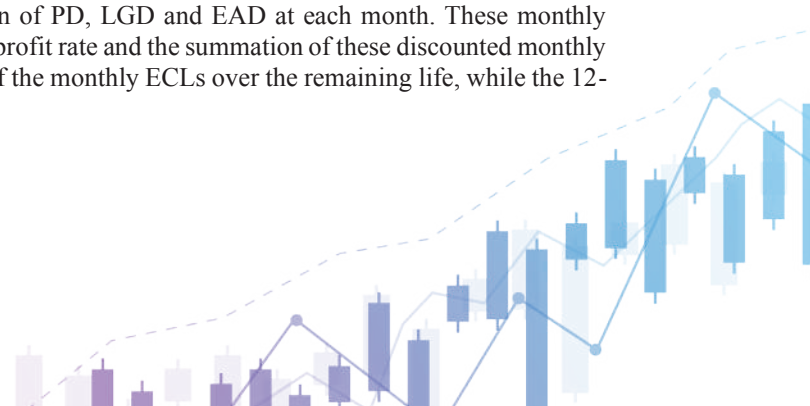 of PD, LGD and EAD at each month. These monthly
profit rate and the summation of these discounted monthly
the monthly ECLs over the remaining life, while the 12-